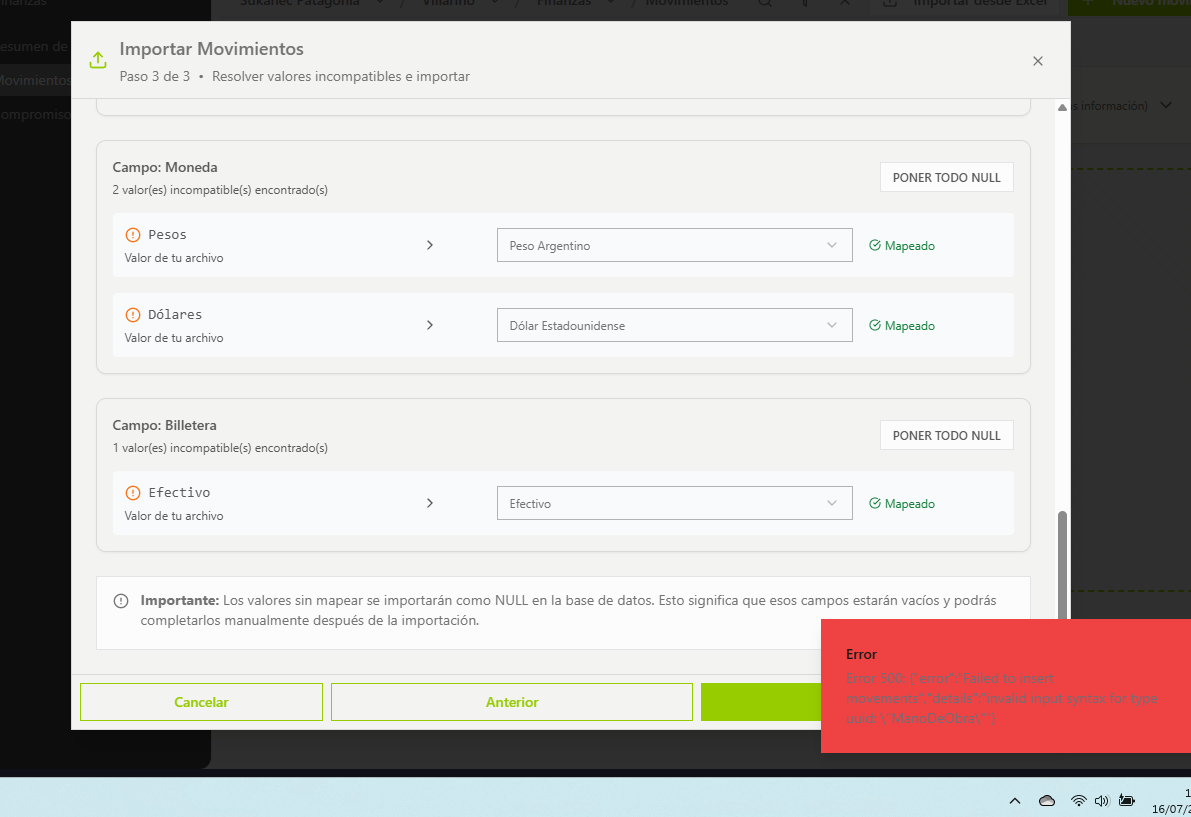 inanzas
Sukanec Patagonia / Villarino / Finanzas / Movimientos
Importar desde Excel
Nuevo movi
esumen de
Movimientos
ompromiso
s información)
Importar Movimientos
Paso 3 de 3 • Resolver valores incompatibles e importar
Campo: Moneda
2 valor(es) incompatible(s) encontrado(s)
PONER TODO NULL
Pesos
Valor de tu archivo
Peso Argentino
Mapeado
Dólares
Valor de tu archivo
Dólar Estadounidense
Mapeado
Campo: Billetera
1 valor(es) incompatible(s) encontrado(s)
PONER TODO NULL
Efectivo
Valor de tu archivo
Efectivo
Mapeado
Importante: Los valores sin mapear se importarán como NULL en la base de datos. Esto significa que esos campos estarán vacíos y podrás
completarlos manualmente después de la importación.
Cancelar
Anterior
Error
Error 500: {"error":"Failed to insert
movements","details":"invalid input syntax for type
uuid: \"ManoDeObra\""}
1
16/07/2